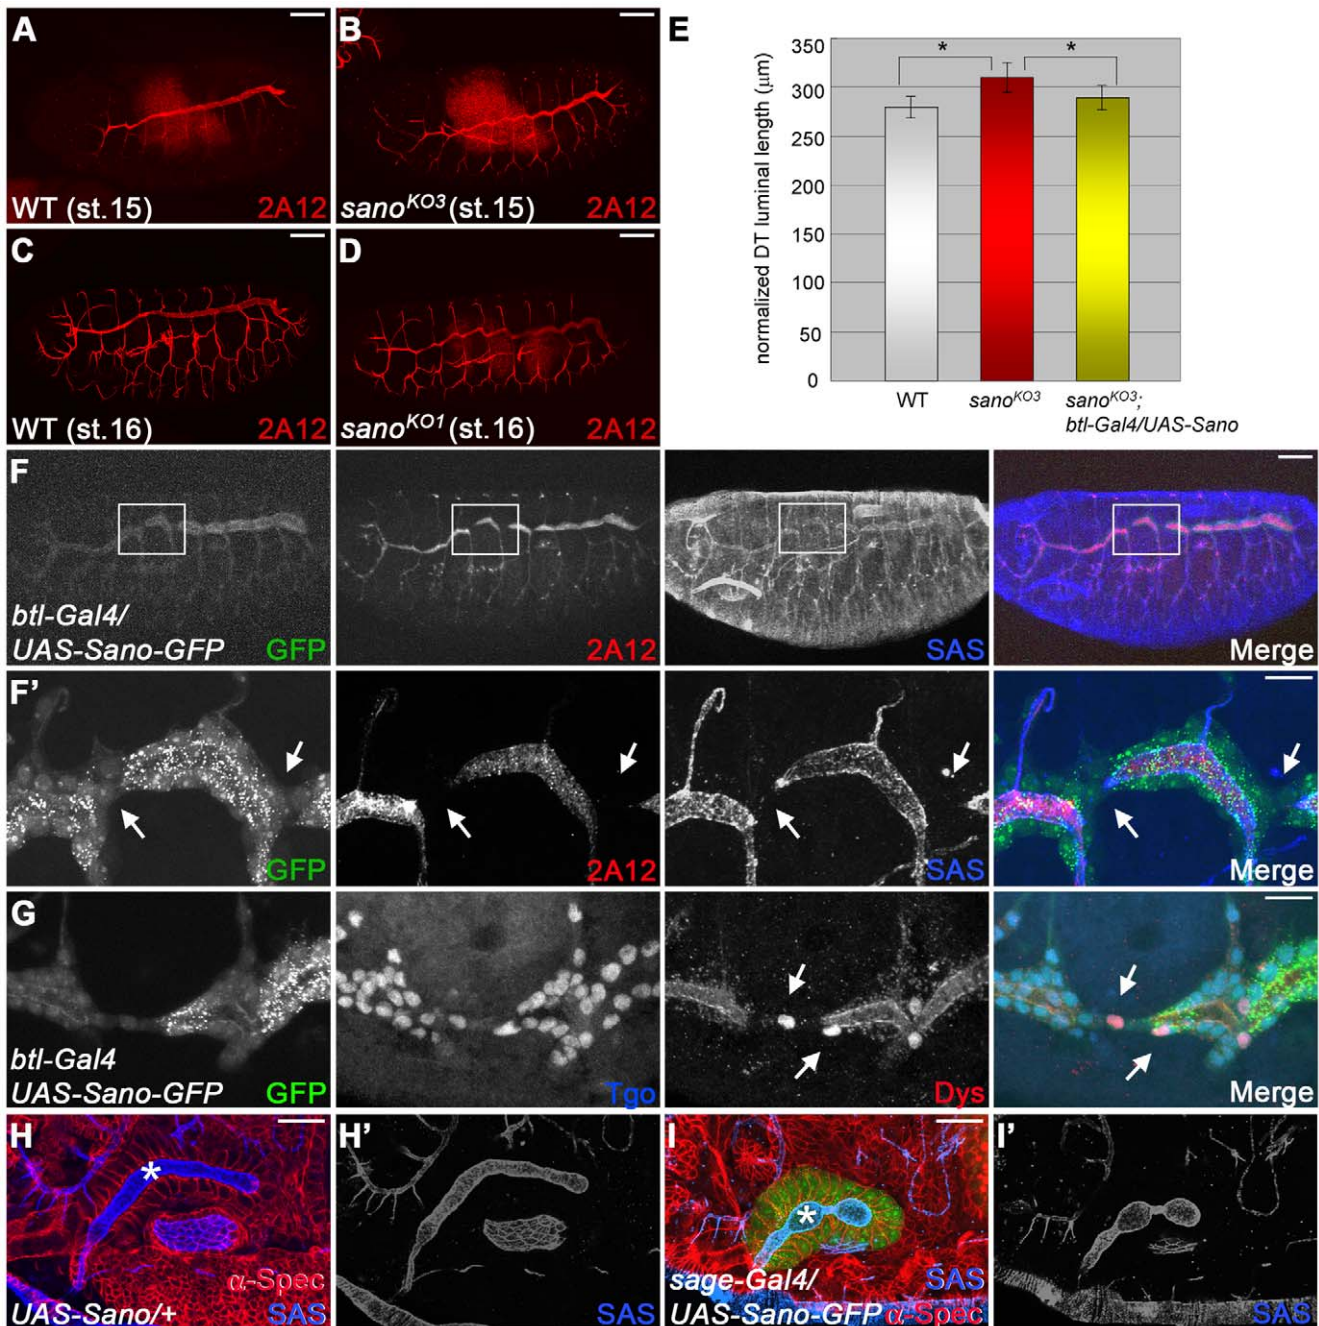 A
WT (st.15)
2A12
B
sanoᴷᴼ³ (st.15)
2A12
C
WT (st.16)
2A12
D
sanoᴷᴼ¹ (st.16)
2A12
E
normalized DT luminal length (µm)
350
300
250
200
150
100
50
0
*
*
WT
sanoᴷᴼ³
sanoᴷᴼ³;
btl-Gal4/UAS-Sano
F
btl-Gal4/
UAS-Sano-GFP
GFP
2A12
SAS
Merge
F'
GFP
2A12
SAS
Merge
G
btl-Gal4
UAS-Sano-GFP
GFP
Tgo
Dys
Merge
H
*
α-Spec
UAS-Sano/+
SAS
H'
SAS
I
*
sage-Gal4/
SAS
UAS-Sano-GFP
α-Spec
I'
SAS